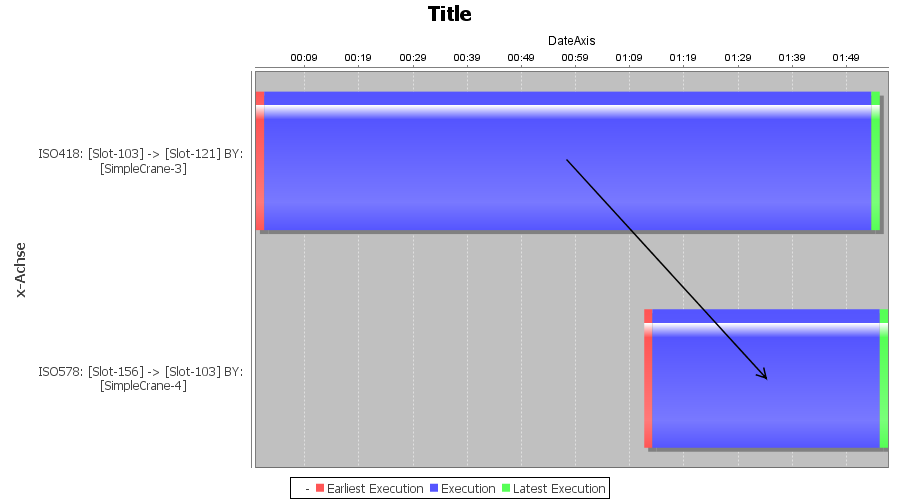 Title
DateAxis
00:09 00:19 00:29 00:39 00:49 00:59 01:09 01:19 01:29 01:39 01:49
ISO418: [Slot-103] -> [Slot-121] BY:
[SimpleCrane-3]
x-Achse
ISO578: [Slot-156] -> [Slot-103] BY:
[SimpleCrane-4]
- Earliest Execution Execution Latest Execution